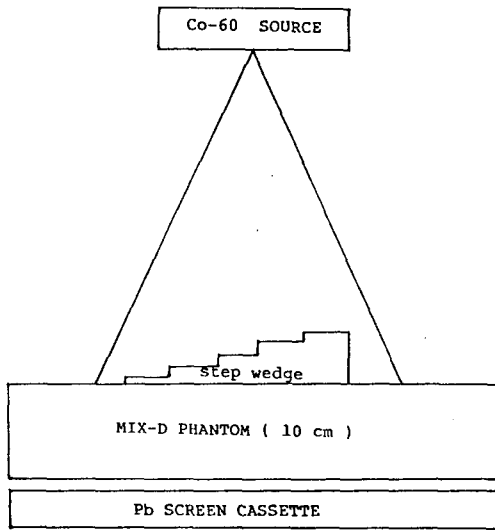 Co-60 SOURCE
step wedge
MIX-D PHANTOM ( 10 cm )
Pb SCREEN CASSETTE